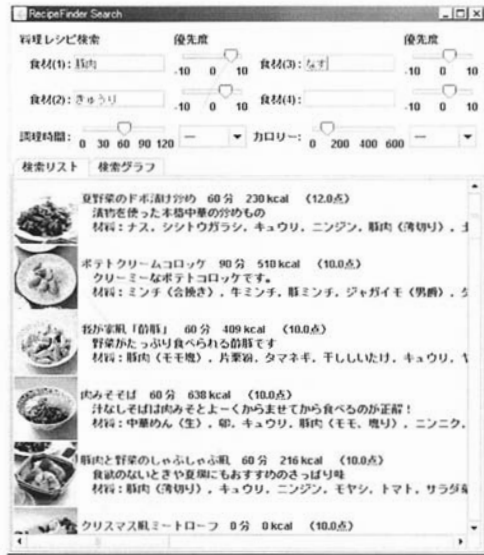 RecipeFinder Search
料理レシピ検索 優先度 優先度
食材(1): 豚肉 -10 0 10 食材(3): なす -10 0 10
食材(2): きゅうり -10 0 10 食材(4): -10 0 10
調理時間: 0 30 60 90 120 — カロリー: 0 200 400 600 —
検索リスト 検索グラフ
夏野菜のドボ漬け炒め 60分 230 kcal (12.0点)
漬物を使った本格中華の炒めもの
材料:ナス, シシトウガラシ, キュウリ, ニンジン, 豚肉(薄切り),
ポテトクリームコロッケ 90分 510 kcal (10.0点)
クリーミーなポテトコロッケです。
材料:ミンチ(合挽き), 牛ミンチ, 豚ミンチ, ジャガイモ(男爵),
我が家風「酢豚」 60分 409 kcal (10.0点)
野菜がたっぷり食べられる酢豚です
材料:豚肉(モモ塊), 片栗粉, タマネギ, 干ししいたけ, キュウリ,
肉みそそば 60分 638 kcal (10.0点)
汁なしそばは肉みそとよーくからませてから食べるのが正解!
材料:中華めん(生), 卵, キュウリ, 豚肉(モモ、塊り), ニンニク,
豚肉と野菜のしゃぶしゃぶ風 60分 216 kcal (10.0点)
食欲のないときや夏場にもおすすめのさっぱり味
材料:豚肉(薄切り), キュウリ, ニンジン, モヤシ, トマト, サラダ菜
クリスマス風ミートローフ 0分 0 kcal (10.0点)